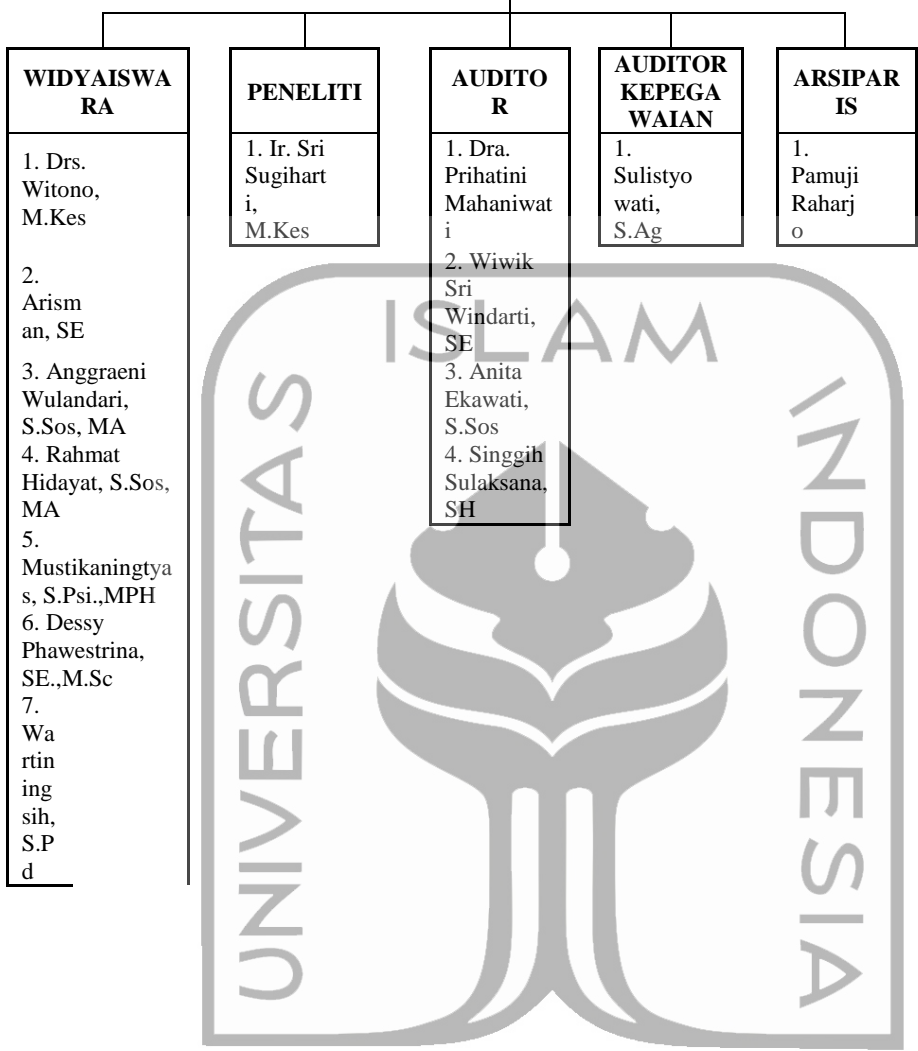 WIDYAISWA
RA
1. Drs.
Witono,
M.Kes
2.
Arism
an, SE
3. Anggraeni
Wulandari,
S.Sos, MA
4. Rahmat
Hidayat, S.Sos,
MA
5.
Mustikaningtya
s, S.Psi.,MPH
6. Dessy
Phawestrina,
SE.,M.Sc
7.
Wa
rtin
ing
sih,
S.P
d
PENELITI
1. Ir. Sri
Sugihart
i,
M.Kes
AUDITO
R
1. Dra.
Prihatini
Mahaniwat
i
2. Wiwik
Sri
Windarti,
SE
3. Anita
Ekawati,
S.Sos
4. Singgih
Sulaksana,
SH
AUDITOR
KEPEGA
WAIAN
1.
Sulistyo
wati,
S.Ag
ARSIPAR
IS
1.
Pamuji
Raharj
o
UNIVERSITAS
ISLAM
INDONESIA